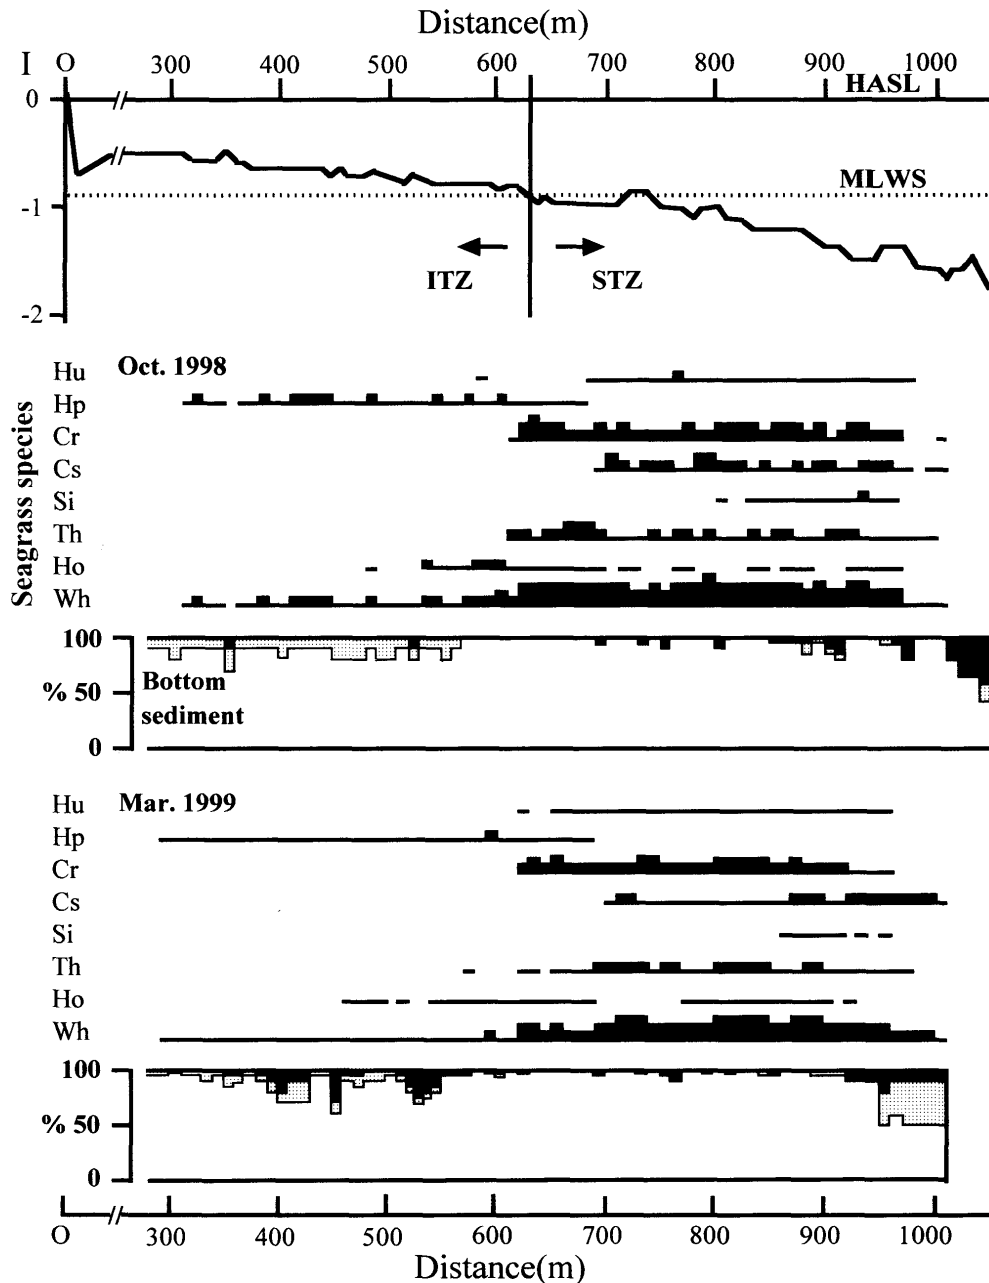 Distance(m)
I O 300 400 500 600 700 800 900 1000
HASL
0
MLWS
-1
ITZ STZ
-2
Seagrass species
Oct. 1998
Hu
Hp
Cr
Cs
Si
Th
Ho
Wh
100
% 50
0
Bottom
sediment
Mar. 1999
Hu
Hp
Cr
Cs
Si
Th
Ho
Wh
100
% 50
0
O 300 400 500 600 700 800 900 1000
Distance(m)